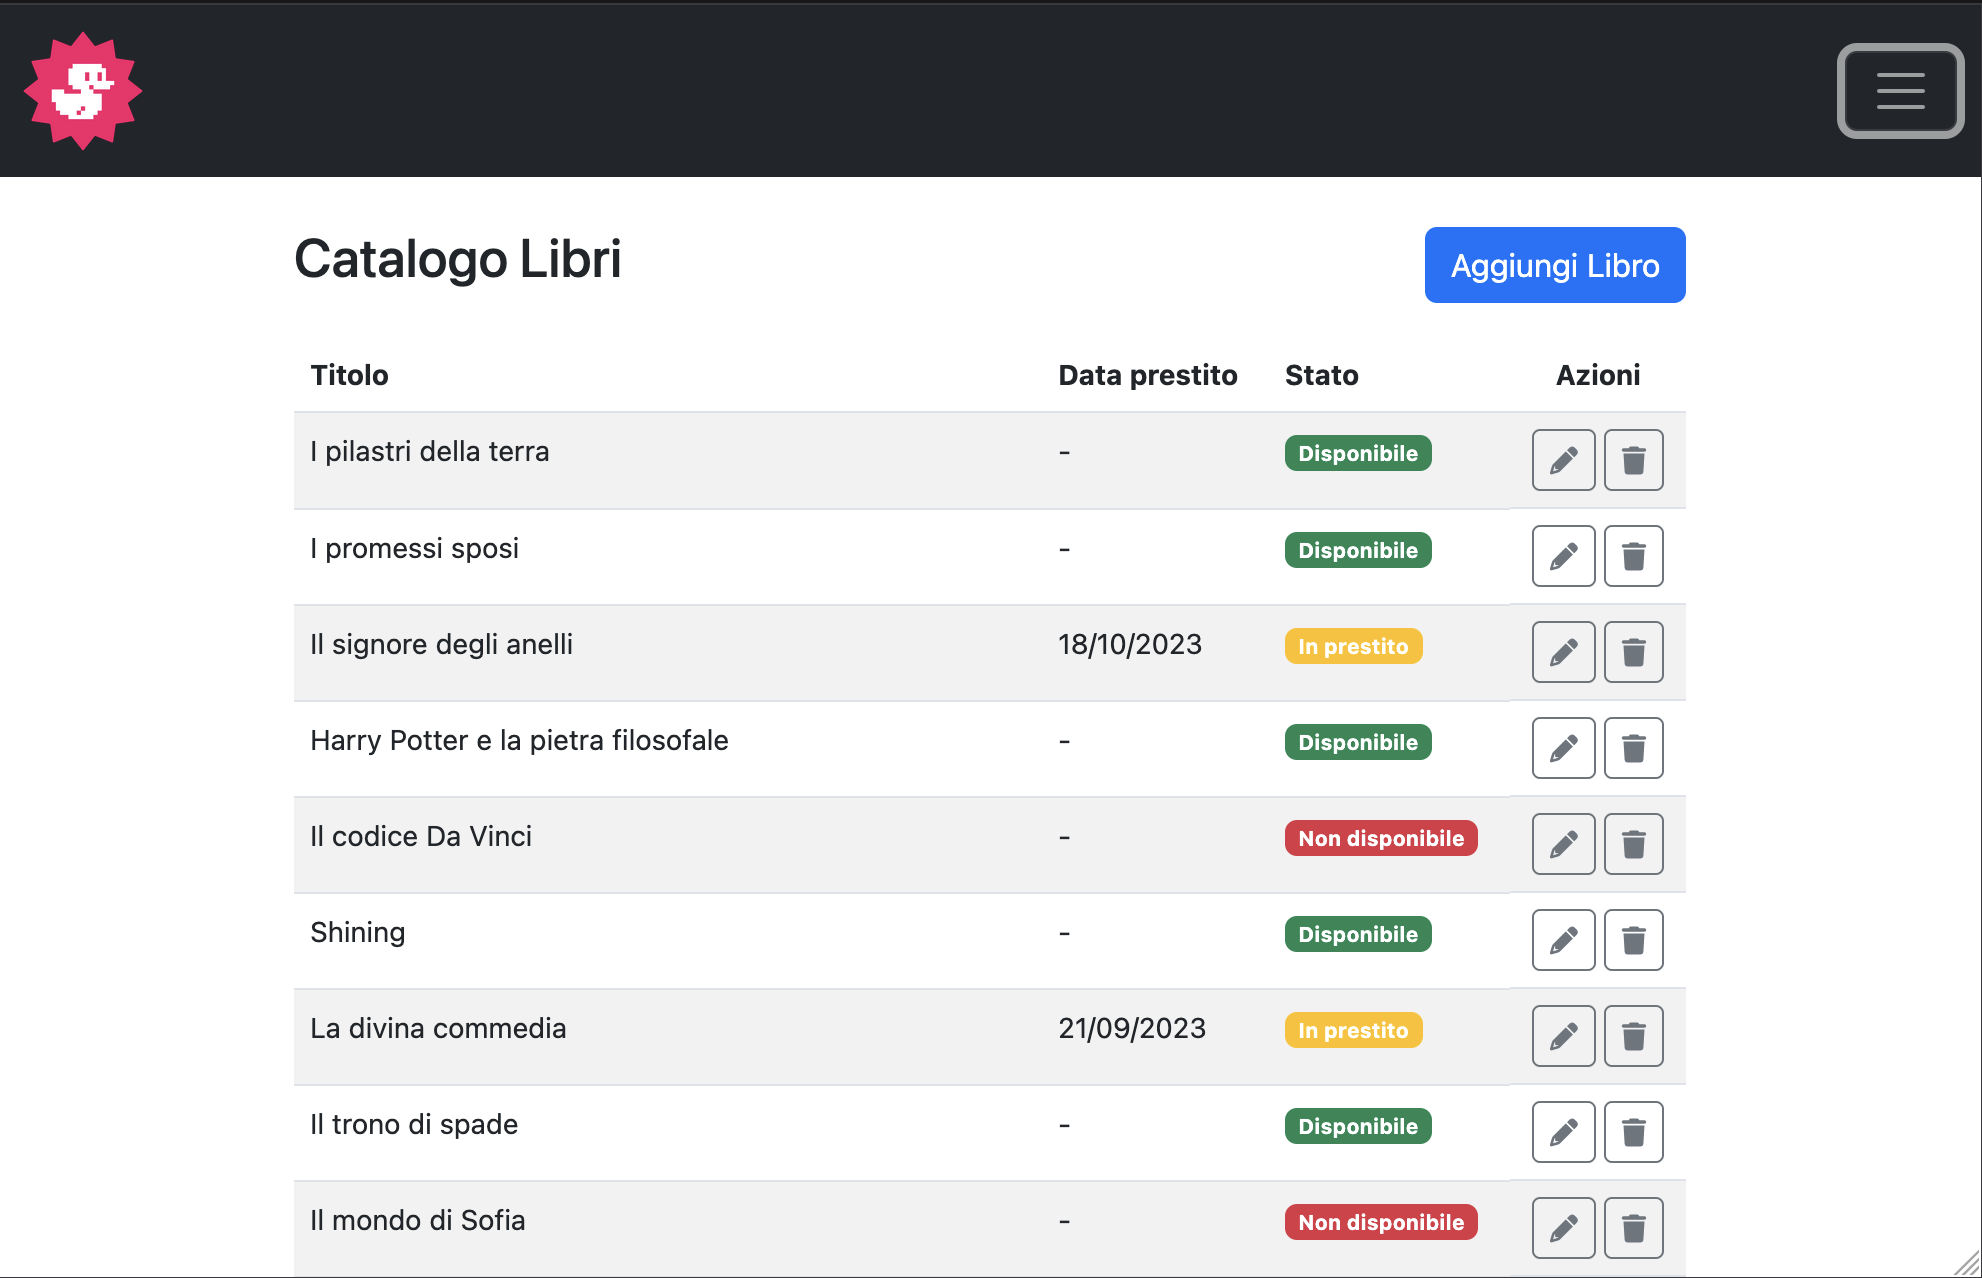 Catalogo Libri
Aggiungi Libro
Titolo Data prestito Stato Azioni
I pilastri della terra - Disponibile
I promessi sposi - Disponibile
Il signore degli anelli 18/10/2023 In prestito
Harry Potter e la pietra filosofale - Disponibile
Il codice Da Vinci - Non disponibile
Shining - Disponibile
La divina commedia 21/09/2023 In prestito
Il trono di spade - Disponibile
Il mondo di Sofia - Non disponibile